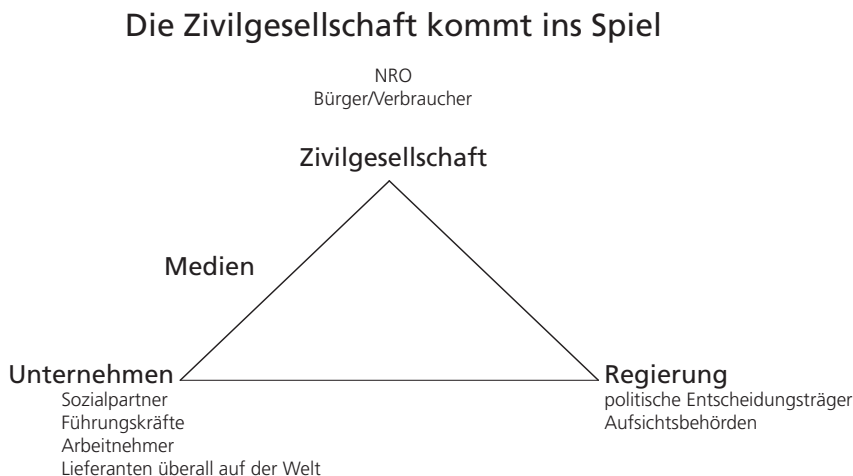 Die Zivilgesellschaft kommt ins Spiel
NRO
Bürger/Verbraucher
Zivilgesellschaft
Medien
Unternehmen
Sozialpartner
Führungskräfte
Arbeitnehmer
Lieferanten überall auf der Welt
Regierung
politische Entscheidungsträger
Aufsichtsbehörden